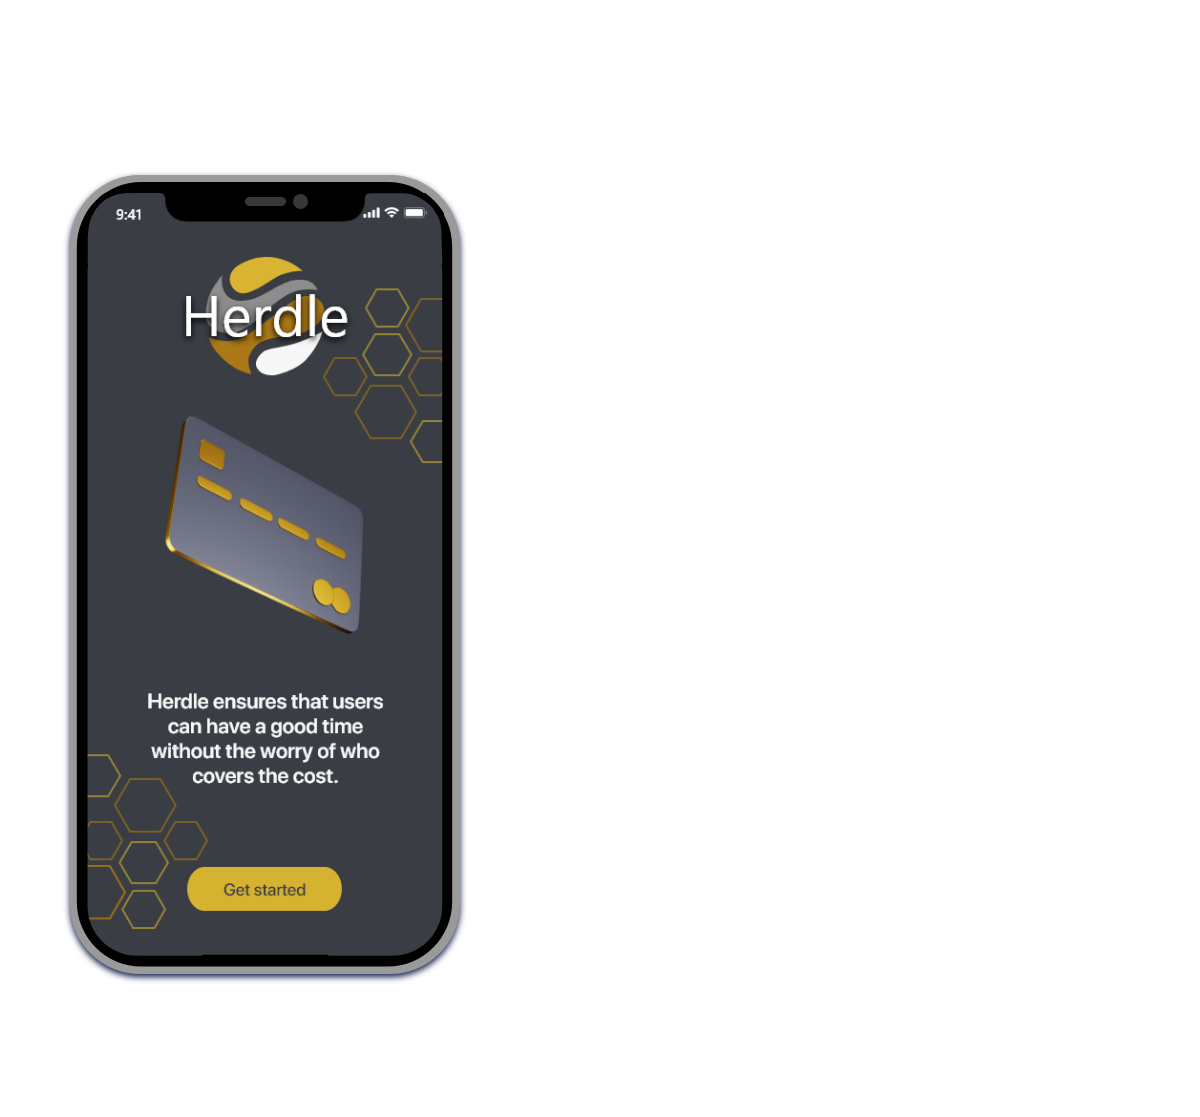 9:41
Herdle
Herdle ensures that users
can have a good time
without the worry of who
covers the cost.
Get started